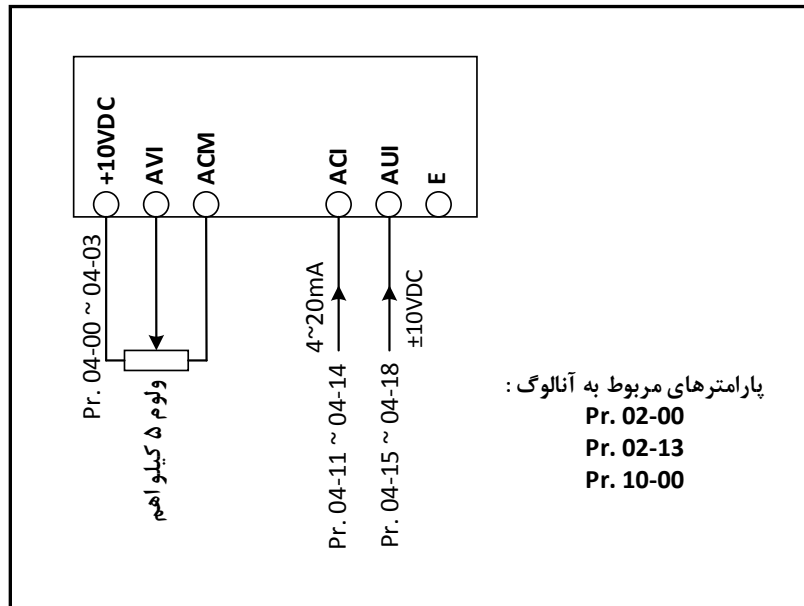 +10VDC
AVI
ACM
ACI
AUI
E
Pr. 04-00 ~ 04-03
ولوم ۵ کیلو اهم
4~20mA
Pr. 04-11 ~ 04-14
±10VDC
Pr. 04-15 ~ 04-18
پارامترهای مربوط به آنالوگ :
Pr. 02-00
Pr. 02-13
Pr. 10-00